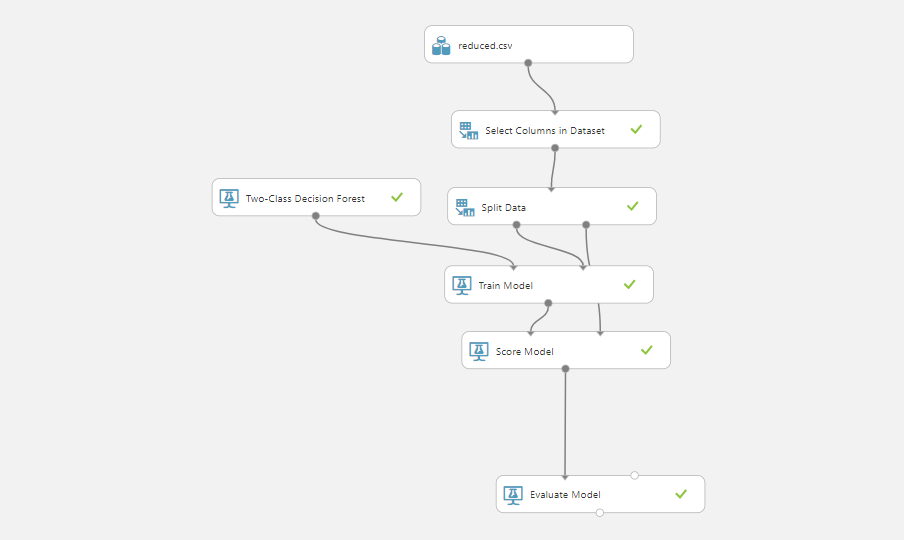 reduced.csv
Select Columns in Dataset
Two-Class Decision Forest
Split Data
Train Model
Score Model
Evaluate Model